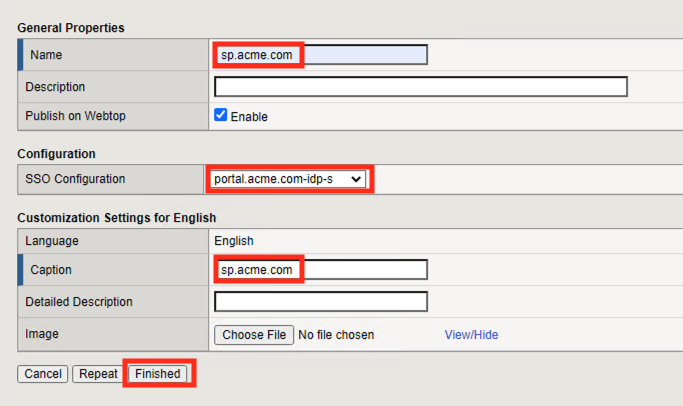 General Properties
Name sp.acme.com
Description
Publish on Webtop Enable
Configuration
SSO Configuration portal.acme.com-idp-s
Customization Settings for English
Language English
Caption sp.acme.com
Detailed Description
Image Choose File No file chosen View/Hide
Cancel Repeat Finished